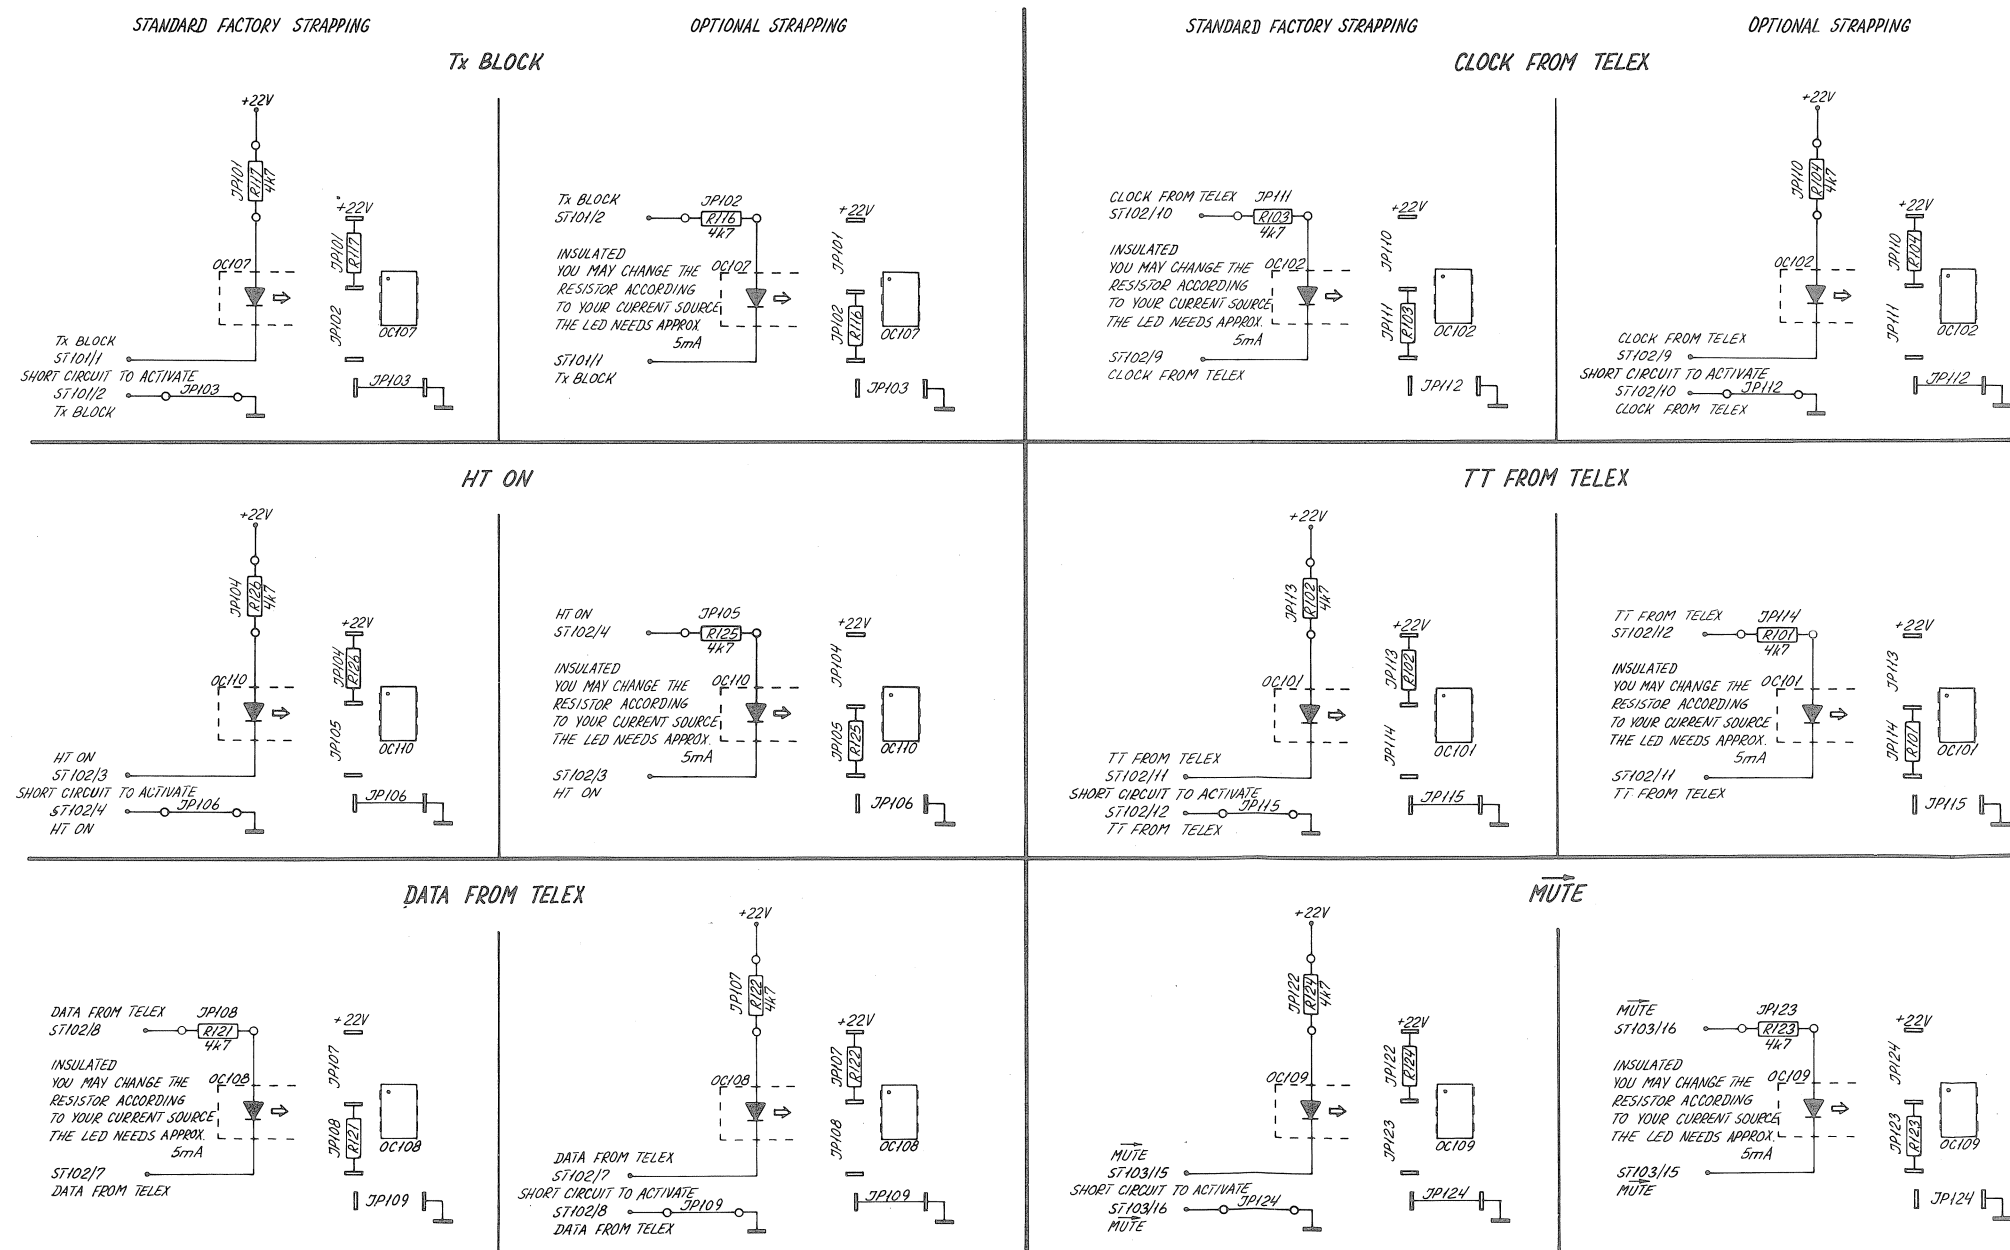 STANDARD FACTORY STRAPPING
OPTIONAL STRAPPING
Tx BLOCK
+22V
JP101
R117
4k7
OC107
Tx BLOCK
ST101/1
SHORT CIRCUIT TO ACTIVATE
ST101/2
JP103
Tx BLOCK
+22V
JP101
R117
JP102
OC107
JP103
Tx BLOCK
ST101/2
JP102
R116
4k7
INSULATED
YOU MAY CHANGE THE
RESISTOR ACCORDING
TO YOUR CURRENT SOURCE
THE LED NEEDS APPROX.
5mA
OC107
ST101/1
Tx BLOCK
+22V
JP101
JP102
R116
OC107
JP103
STANDARD FACTORY STRAPPING
OPTIONAL STRAPPING
CLOCK FROM TELEX
CLOCK FROM TELEX
ST102/10
JP111
R103
4k7
INSULATED
YOU MAY CHANGE THE
RESISTOR ACCORDING
TO YOUR CURRENT SOURCE
THE LED NEEDS APPROX.
5mA
OC102
ST102/9
CLOCK FROM TELEX
+22V
JP110
JP111
R103
OC102
JP112
+22V
JP110
R104
4k7
OC102
CLOCK FROM TELEX
ST102/9
SHORT CIRCUIT TO ACTIVATE
ST102/10
JP112
CLOCK FROM TELEX
+22V
JP110
R104
JP111
OC102
JP112
HT ON
+22V
JP104
R126
4k7
OC110
HT ON
ST102/3
SHORT CIRCUIT TO ACTIVATE
ST102/4
JP106
HT ON
+22V
JP104
R126
JP105
OC110
JP106
HT ON
ST102/4
JP105
R125
4k7
INSULATED
YOU MAY CHANGE THE
RESISTOR ACCORDING
TO YOUR CURRENT SOURCE
THE LED NEEDS APPROX.
5mA
OC110
ST102/3
HT ON
+22V
JP104
JP105
R125
OC110
JP106
TT FROM TELEX
+22V
JP113
R102
4k7
OC101
TT FROM TELEX
ST102/11
SHORT CIRCUIT TO ACTIVATE
ST102/12
JP115
TT FROM TELEX
+22V
JP113
R102
JP114
OC101
JP115
TT FROM TELEX
ST102/12
JP114
R101
4k7
INSULATED
YOU MAY CHANGE THE
RESISTOR ACCORDING
TO YOUR CURRENT SOURCE
THE LED NEEDS APPROX.
5mA
OC101
ST102/11
TT FROM TELEX
+22V
JP113
JP114
R101
OC101
JP115
DATA FROM TELEX
DATA FROM TELEX
ST102/8
JP108
R121
4k7
INSULATED
YOU MAY CHANGE THE
RESISTOR ACCORDING
TO YOUR CURRENT SOURCE
THE LED NEEDS APPROX.
5mA
OC108
ST102/7
DATA FROM TELEX
+22V
JP107
JP108
R121
OC108
JP109
+22V
JP107
R122
4k7
OC108
DATA FROM TELEX
ST102/7
SHORT CIRCUIT TO ACTIVATE
ST102/8
JP109
DATA FROM TELEX
+22V
JP107
R122
JP108
OC108
JP109
MUTE
+22V
JP122
R124
4k7
OC109
MUTE
ST103/15
SHORT CIRCUIT TO ACTIVATE
ST103/16
JP124
MUTE
+22V
JP122
R124
JP123
OC109
JP124
MUTE
ST103/16
JP123
R123
4k7
INSULATED
YOU MAY CHANGE THE
RESISTOR ACCORDING
TO YOUR CURRENT SOURCE
THE LED NEEDS APPROX.
5mA
OC109
ST103/15
MUTE
+22V
JP124
JP123
R123
OC109
JP124